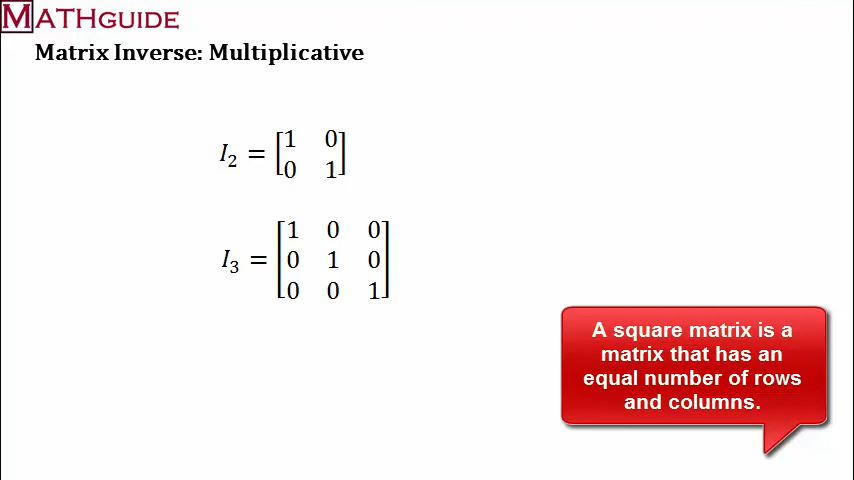 MATHGUIDE
Matrix Inverse: Multiplicative
I₂ = [1 0
0 1]
I₃ = [1 0 0
0 1 0
0 0 1]
A square matrix is a
matrix that has an
equal number of rows
and columns.